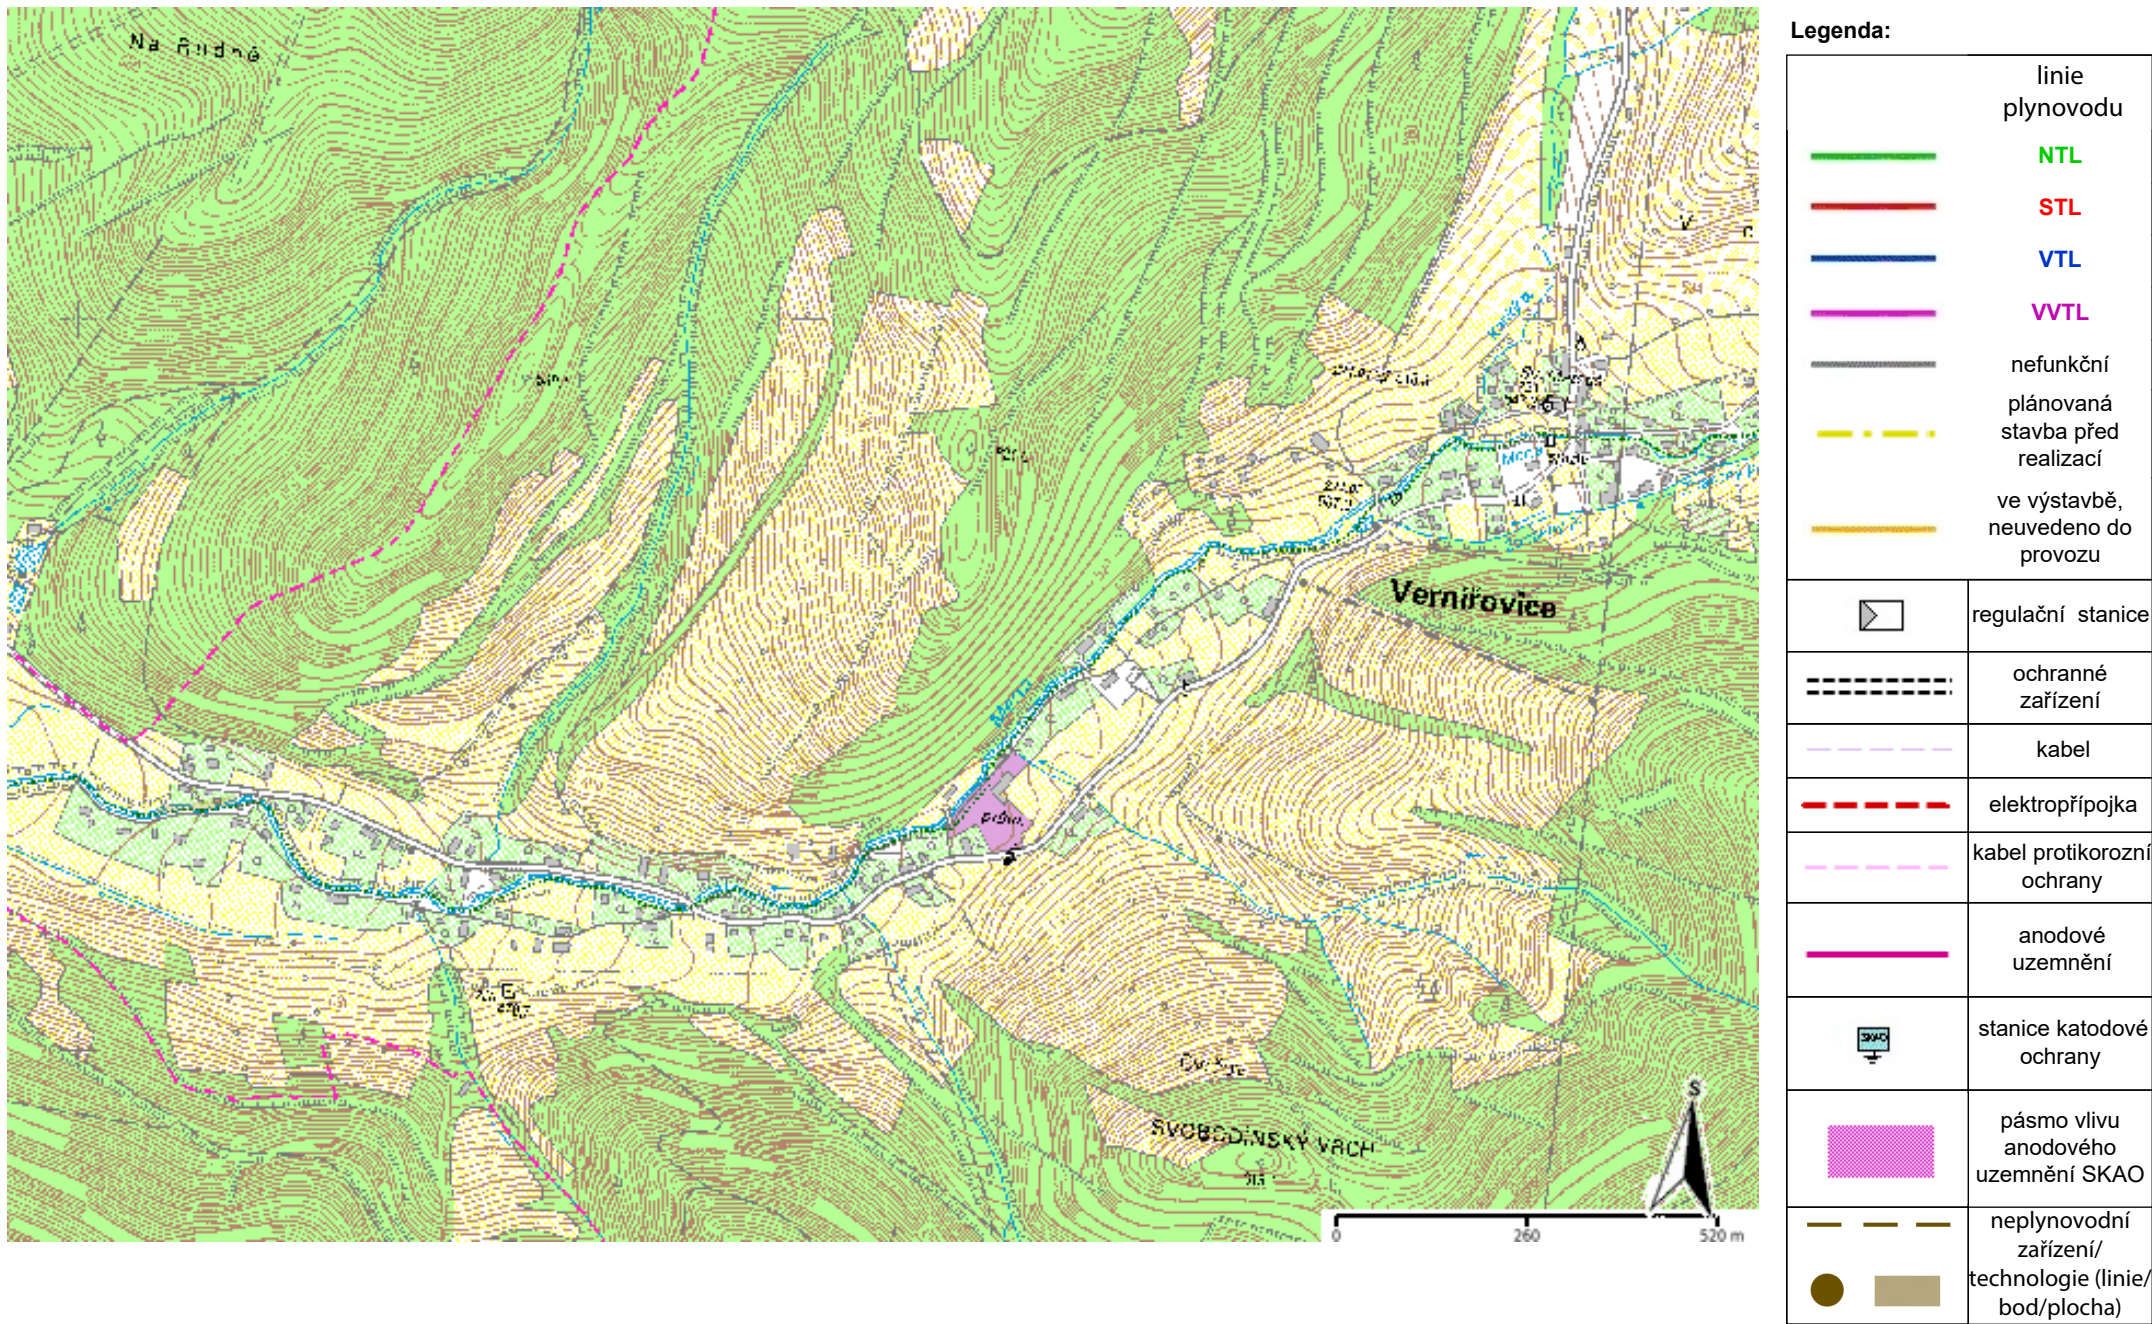 Legenda:
linie
plynovodu
NTL
STL
VTL
VVTL
nefunkční
plánovaná
stavba před
realizací
ve výstavbě,
neuvedeno do
provozu
regulační stanice
ochranné
zařízení
kabel
elektropřípojka
kabel protikorozní
ochrany
anodové
uzemnění
SKAO
stanice katodové
ochrany
pásmo vlivu
anodového
uzemnění SKAO
neplynovodní
zařízení/
technologie (linie/
bod/plocha)
Na Rudné
Verniřovice
SVOBODÍNSKÝ VRCH
S
0 260 520 m